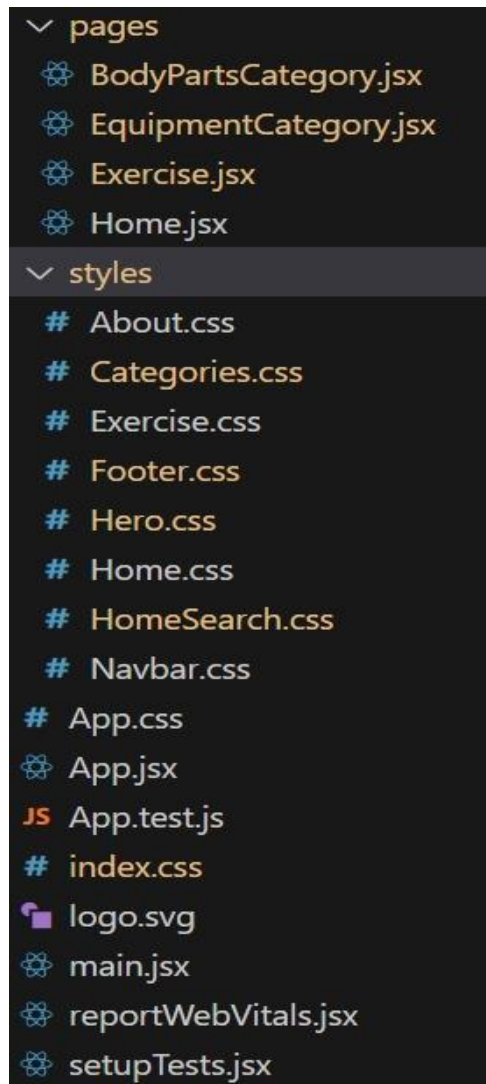 pages
BodyPartsCategory.jsx
EquipmentCategory.jsx
Exercise.jsx
Home.jsx
styles
# About.css
# Categories.css
# Exercise.css
# Footer.css
# Hero.css
# Home.css
# HomeSearch.css
# Navbar.css
# App.css
App.jsx
JS App.test.js
# index.css
logo.svg
main.jsx
reportWebVitals.jsx
setupTests.jsx